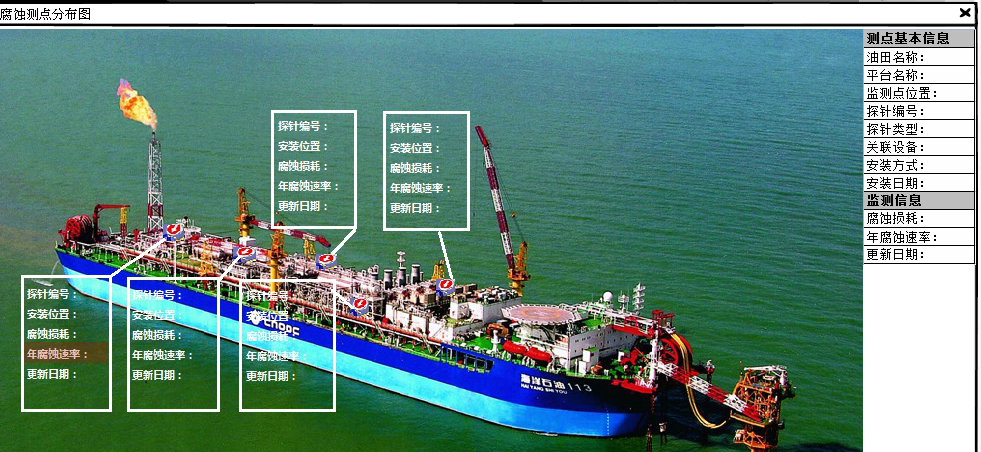 腐蚀测点分布图
探针编号：
安装位置：
腐蚀损耗：
年腐蚀速率：
更新日期：
探针编号：
安装位置：
腐蚀损耗：
年腐蚀速率：
更新日期：
探针编号：
安装位置：
腐蚀损耗：
年腐蚀速率：
更新日期：
探针编号：
安装位置：
腐蚀损耗：
年腐蚀速率：
更新日期：
探针编号：
安装位置：
腐蚀损耗：
年腐蚀速率：
更新日期：
CNOOC
海洋石油113
HAI YANG SHI YOU
测点基本信息
油田名称：
平台名称：
监测点位置：
探针编号：
探针类型：
关联设备：
安装方式：
安装日期：
监测信息
腐蚀损耗：
年腐蚀速率：
更新日期：